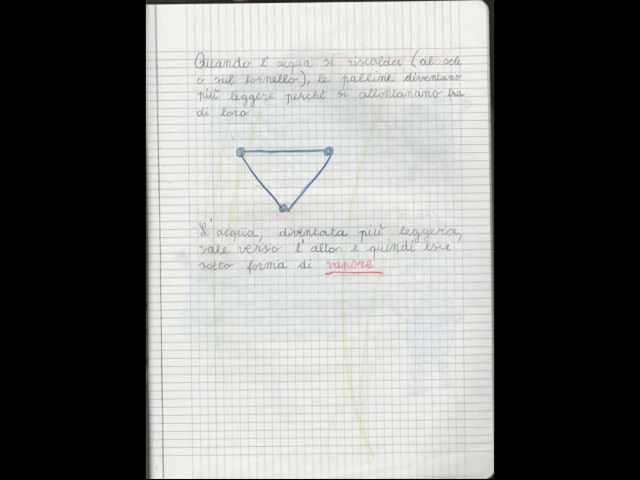 Quando l'acqua si riscalda (al sole
o sul fornello), le palline diventano
più leggere perché si allontanano fra
di loro
L'acqua, diventata più leggera,
sale verso l'alto e quindi esce
sotto forma di vapore